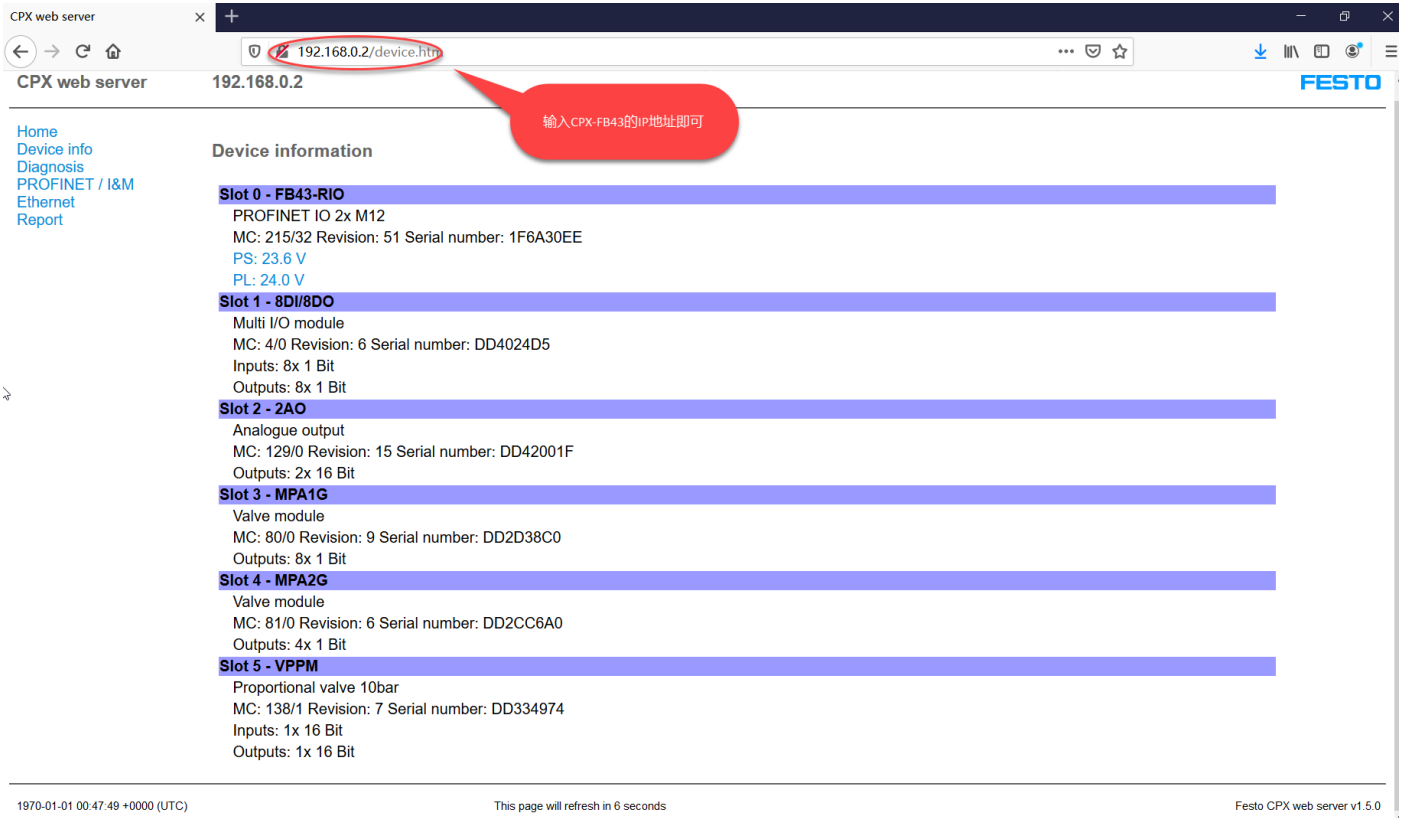 CPX web server
192.168.0.2/device.htm
CPX web server
192.168.0.2
FESTO
输入CPX-FB43的IP地址即可
Home
Device info
Diagnosis
PROFINET / I&M
Ethernet
Report
Device information
Slot 0 - FB43-RIO
PROFINET IO 2x M12
MC: 215/32 Revision: 51 Serial number: 1F6A30EE
PS: 23.6 V
PL: 24.0 V
Slot 1 - 8DI/8DO
Multi I/O module
MC: 4/0 Revision: 6 Serial number: DD4024D5
Inputs: 8x 1 Bit
Outputs: 8x 1 Bit
Slot 2 - 2AO
Analogue output
MC: 129/0 Revision: 15 Serial number: DD42001F
Outputs: 2x 16 Bit
Slot 3 - MPA1G
Valve module
MC: 80/0 Revision: 9 Serial number: DD2D38C0
Outputs: 8x 1 Bit
Slot 4 - MPA2G
Valve module
MC: 81/0 Revision: 6 Serial number: DD2CC6A0
Outputs: 4x 1 Bit
Slot 5 - VPPM
Proportional valve 10bar
MC: 138/1 Revision: 7 Serial number: DD334974
Inputs: 1x 16 Bit
Outputs: 1x 16 Bit
1970-01-01 00:47:49 +0000 (UTC)
This page will refresh in 6 seconds
Festo CPX web server v1.5.0